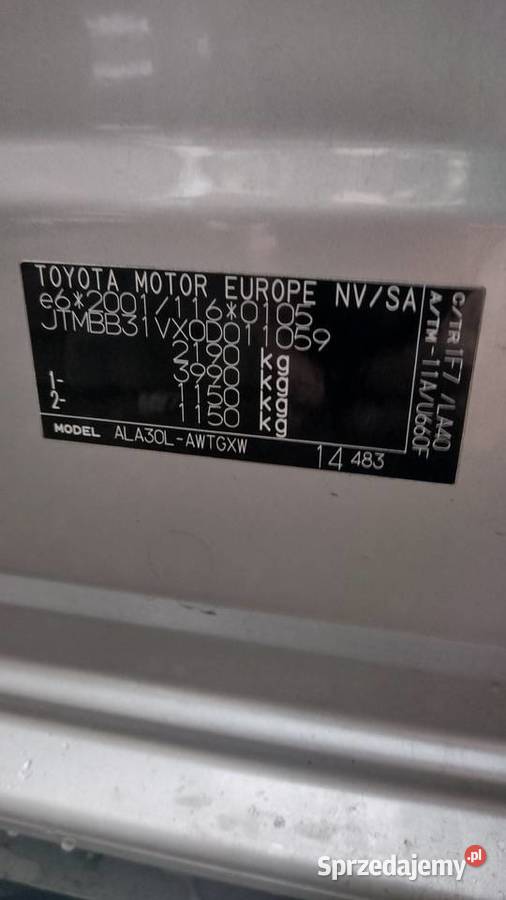 TOYOTA MOTOR EUROPE NV/SA
e6*2001/116*0105
JTMBB31VX0D011059
2190 kg
3990 kg
1- 1150 kg
2- 1150 kg
MODEL ALA30L-AWTGXW
14 483
C/TR 1F7 /LA40
A/TM -11A/U660F
Sprzedajemy.pl